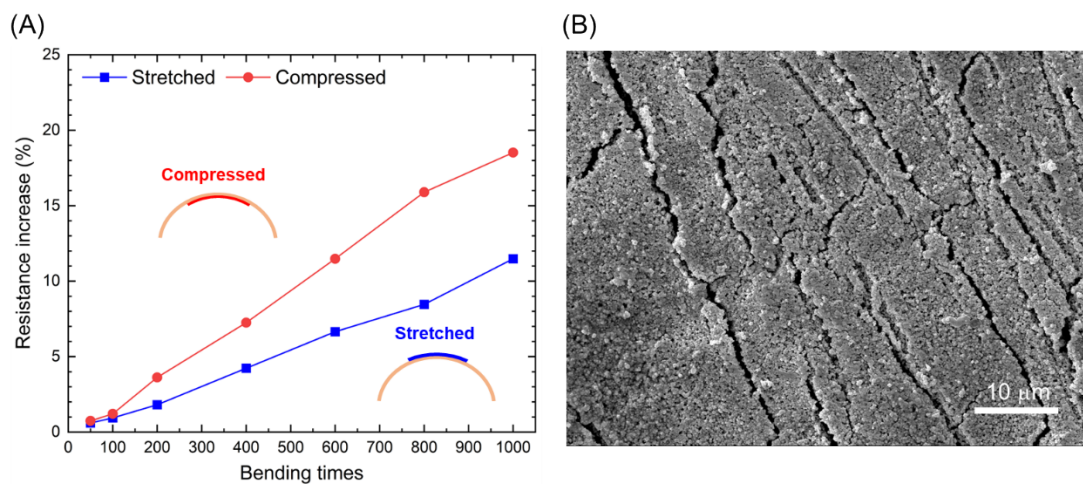 (A)
(B)
25
20
15
10
5
0
Resistance increase (%)
Stretched
Compressed
Compressed
Stretched
0 100 200 300 400 500 600 700 800 900 1000
Bending times
10 μm